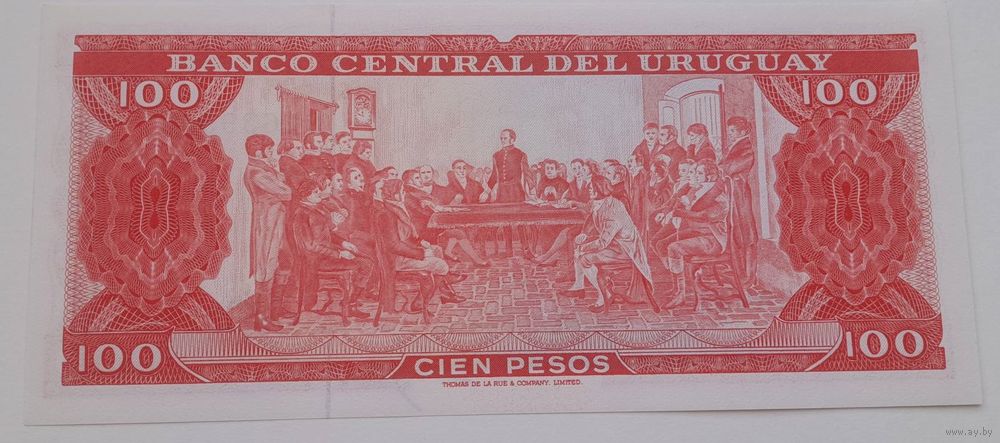 BANCO CENTRAL DEL URUGUAY
100 100
100 CIEN PESOS 100
THOMAS DE LA RUE & COMPANY. LIMITED.
www.ay.by